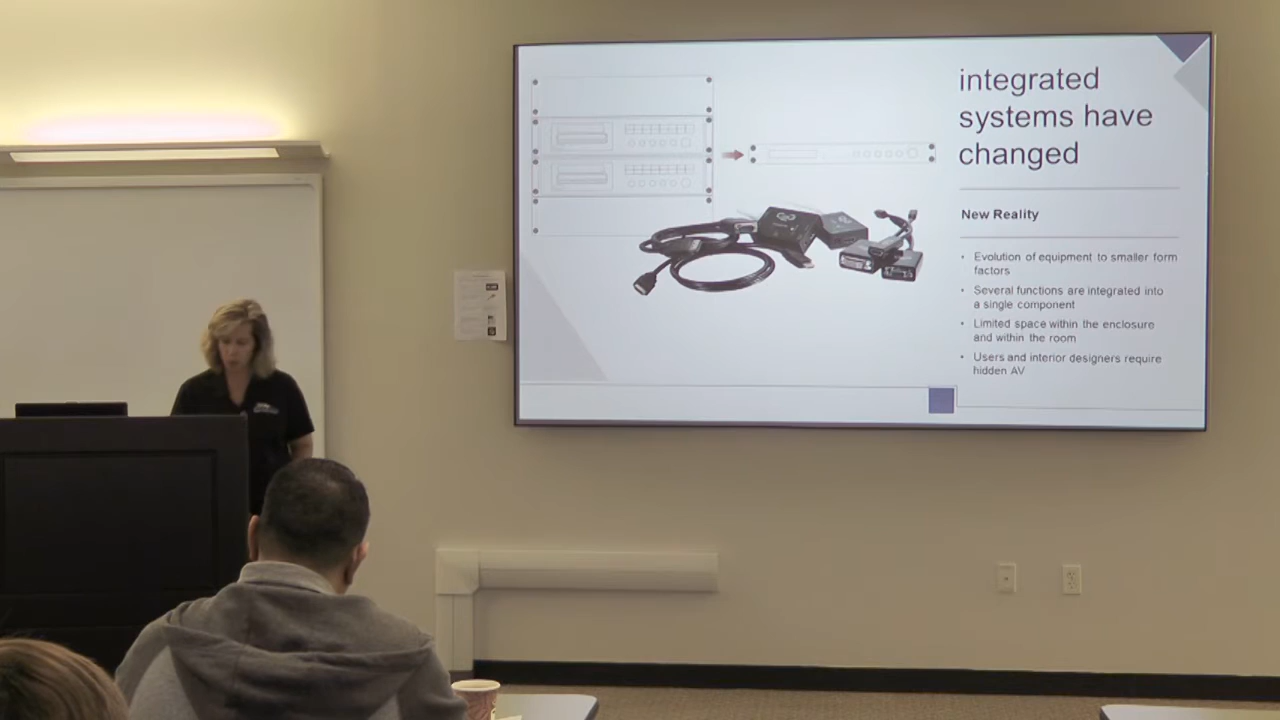 integrated
systems have
changed
New Reality
• Evolution of equipment to smaller form
factors
• Several functions are integrated into
a single component
• Limited space within the enclosure
and within the room
• Users and interior designers require
hidden AV